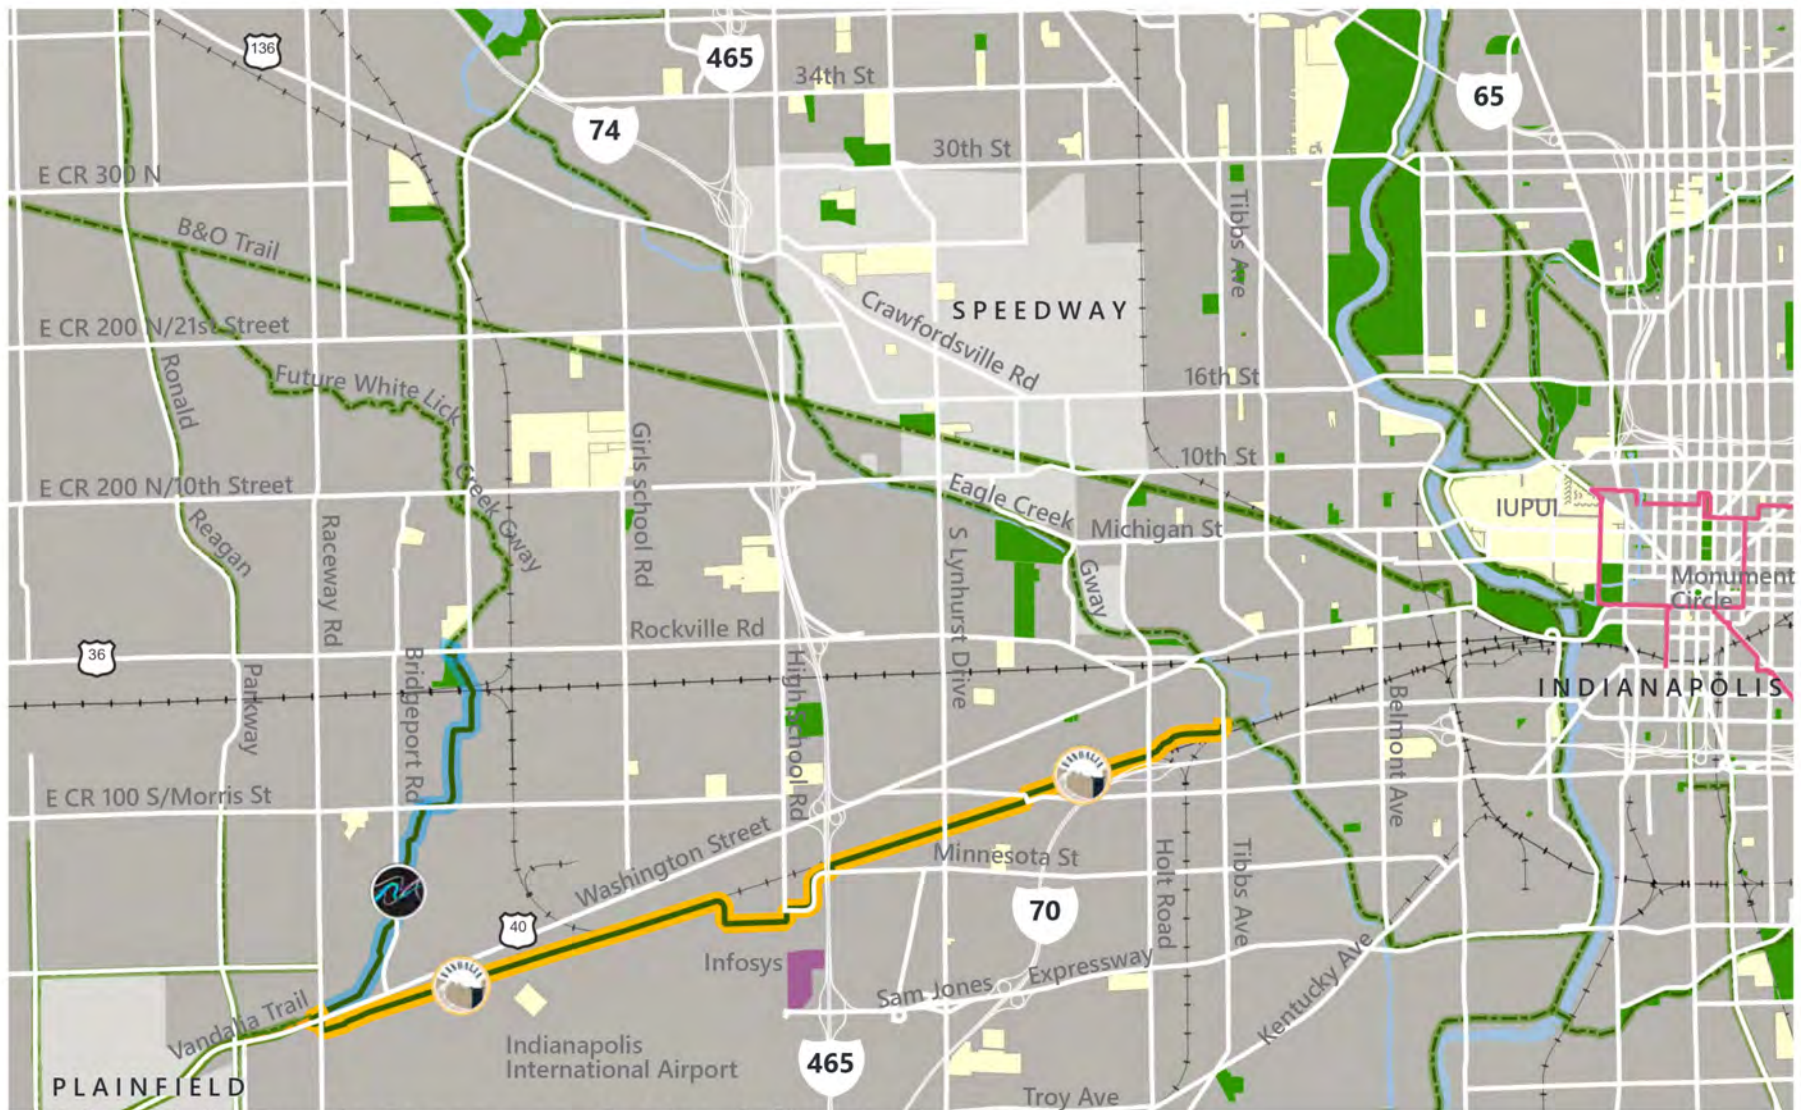 136
465
65
34th St
74
30th St
E CR 300 N
Tibbs Ave
B&O Trail
SPEEDWAY
Crawfordsville Rd
E CR 200 N/21st Street
Ronald
Future White Lick
16th St
Girls school Rd
10th St
Creek Gway
E CR 200 N/10th Street
Eagle Creek
IUPUI
Reagan
Raceway Rd
Michigan St
S Lynhurst Drive
Gway
Monument
Circle
Rockville Rd
36
Bridgeport Rd
High School Rd
Parkway
INDIANAPOLIS
Belmont Ave
E CR 100 S/Morris St
VANDALIA
Washington Street
Minnesota St
Holt Road
Tibbs Ave
70
40
Infosys
Sam Jones
Expressway
VANDALIA
Kentucky Ave
Vandalia Trail
Indianapolis
International Airport
465
PLAINFIELD
Troy Ave